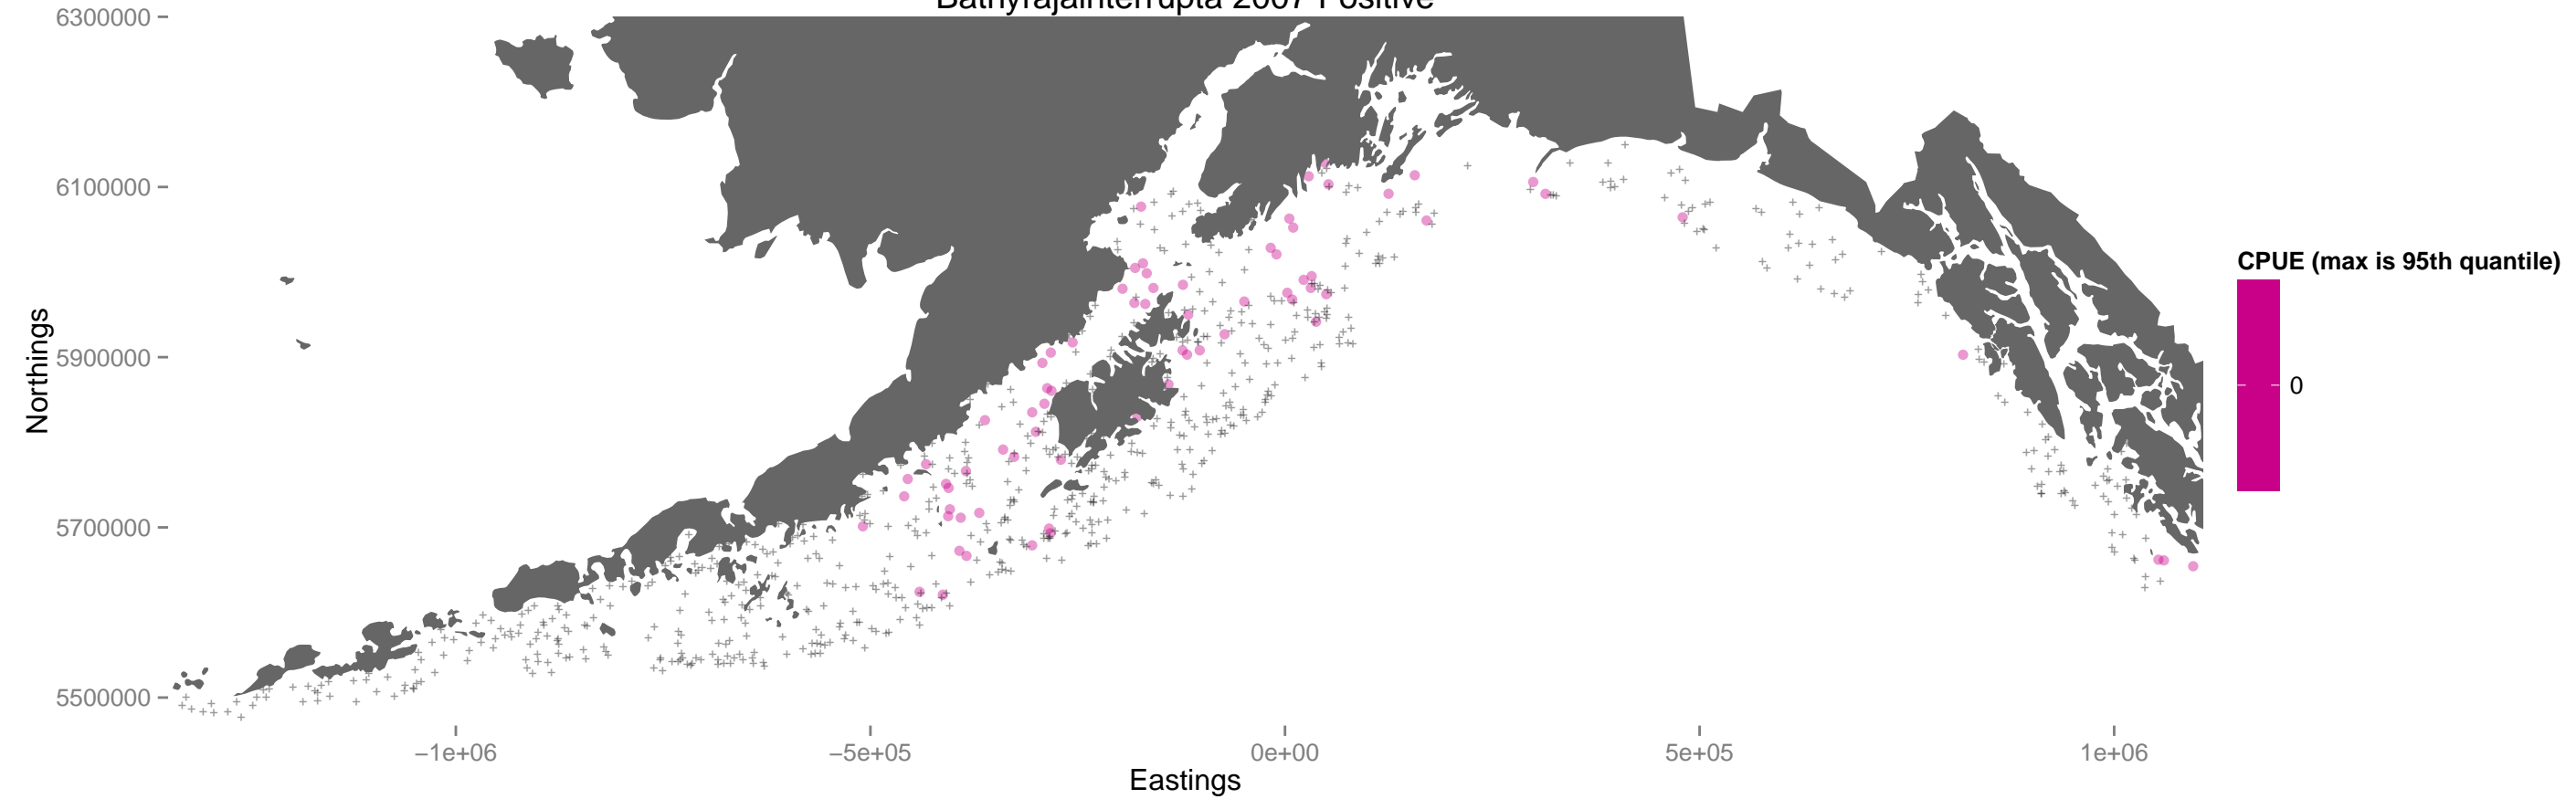 Bathyrajainterrupta 2007 Positive
6300000
6100000
5900000
5700000
5500000
Northings
−1e+06
−5e+05
0e+00
5e+05
1e+06
Eastings
CPUE (max is 95th quantile)
0